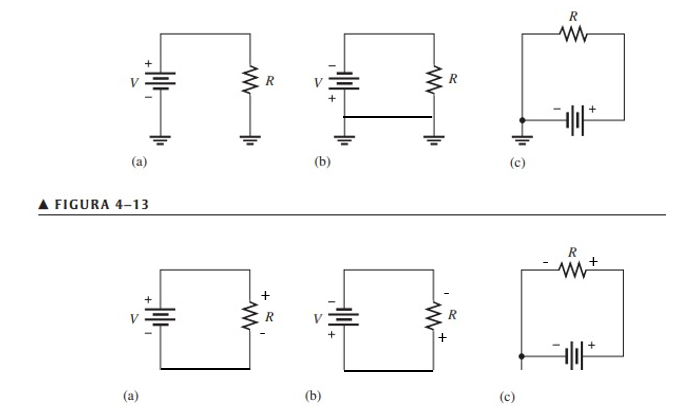 R
+ - - +
V R V R
- + + -
(a) (b) (c)
▲ FIGURA 4–13
R
- +
+ + - -
V R V R - +
- - + +
(a) (b) (c)